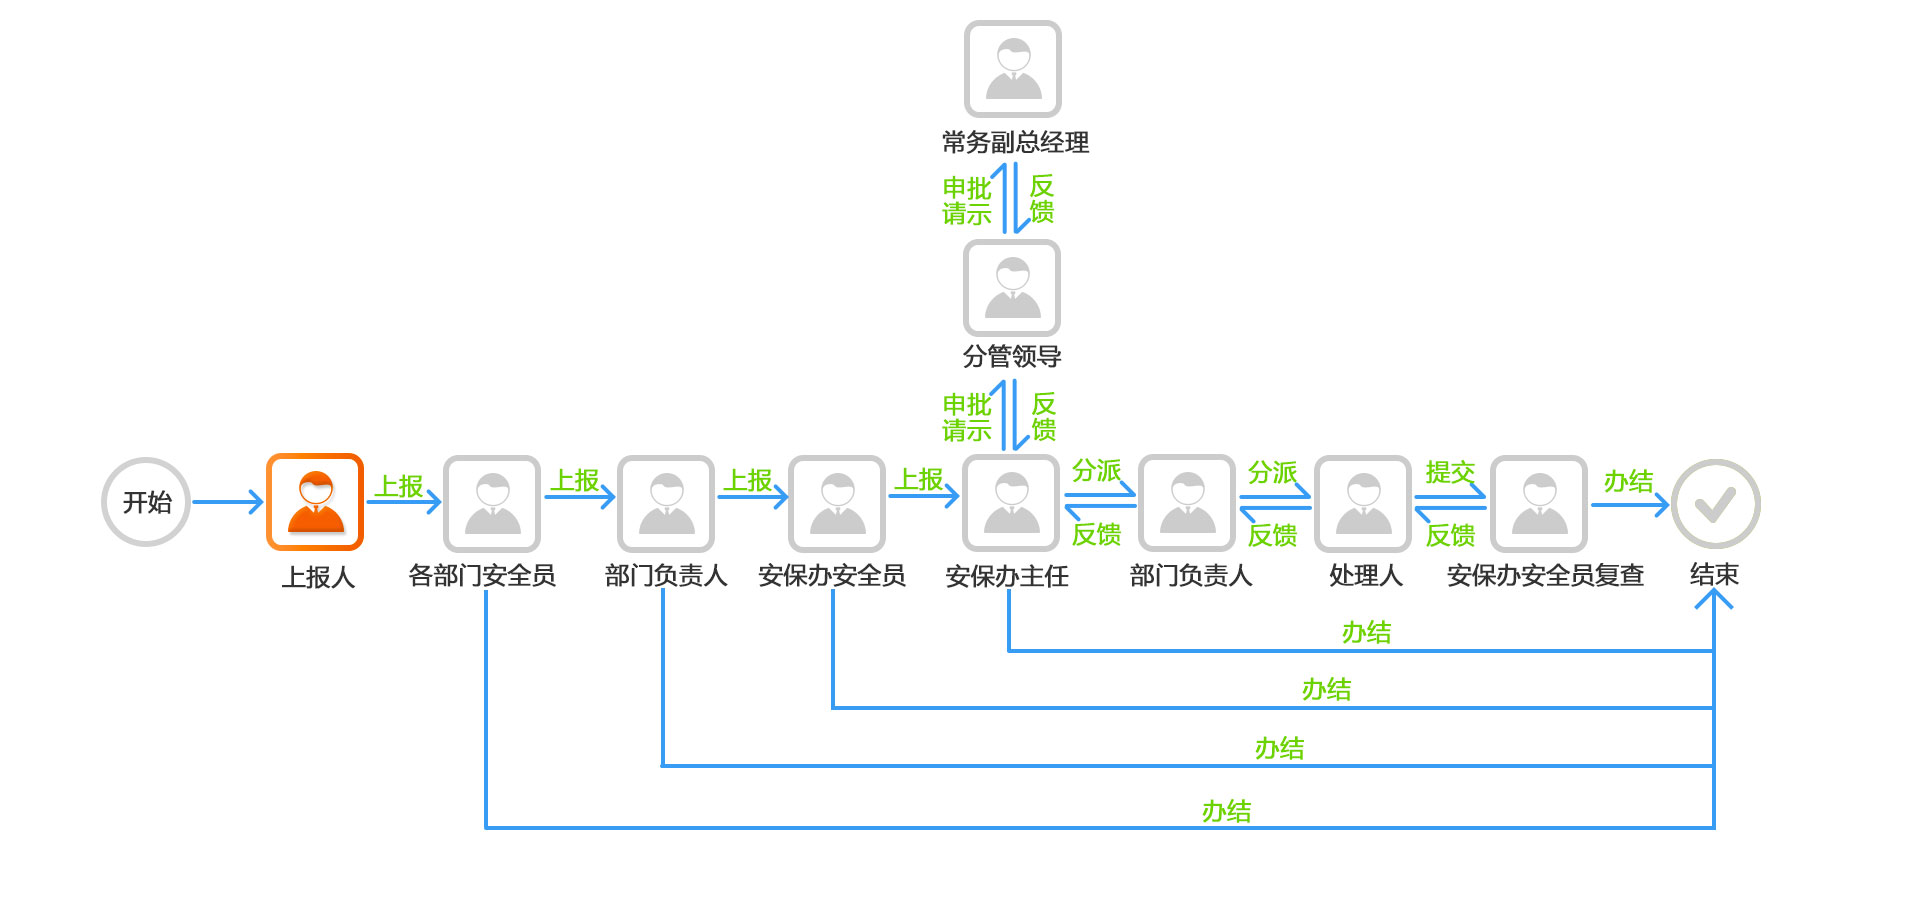 常务副总经理
申批
请示
反
馈
分管领导
申批
请示
反
馈
开始
上报
上报
上报
上报
分派
反馈
分派
反馈
提交
反馈
办结
上报人
各部门安全员
部门负责人
安保办安全员
安保办主任
部门负责人
处理人
安保办安全员复查
结束
办结
办结
办结
办结